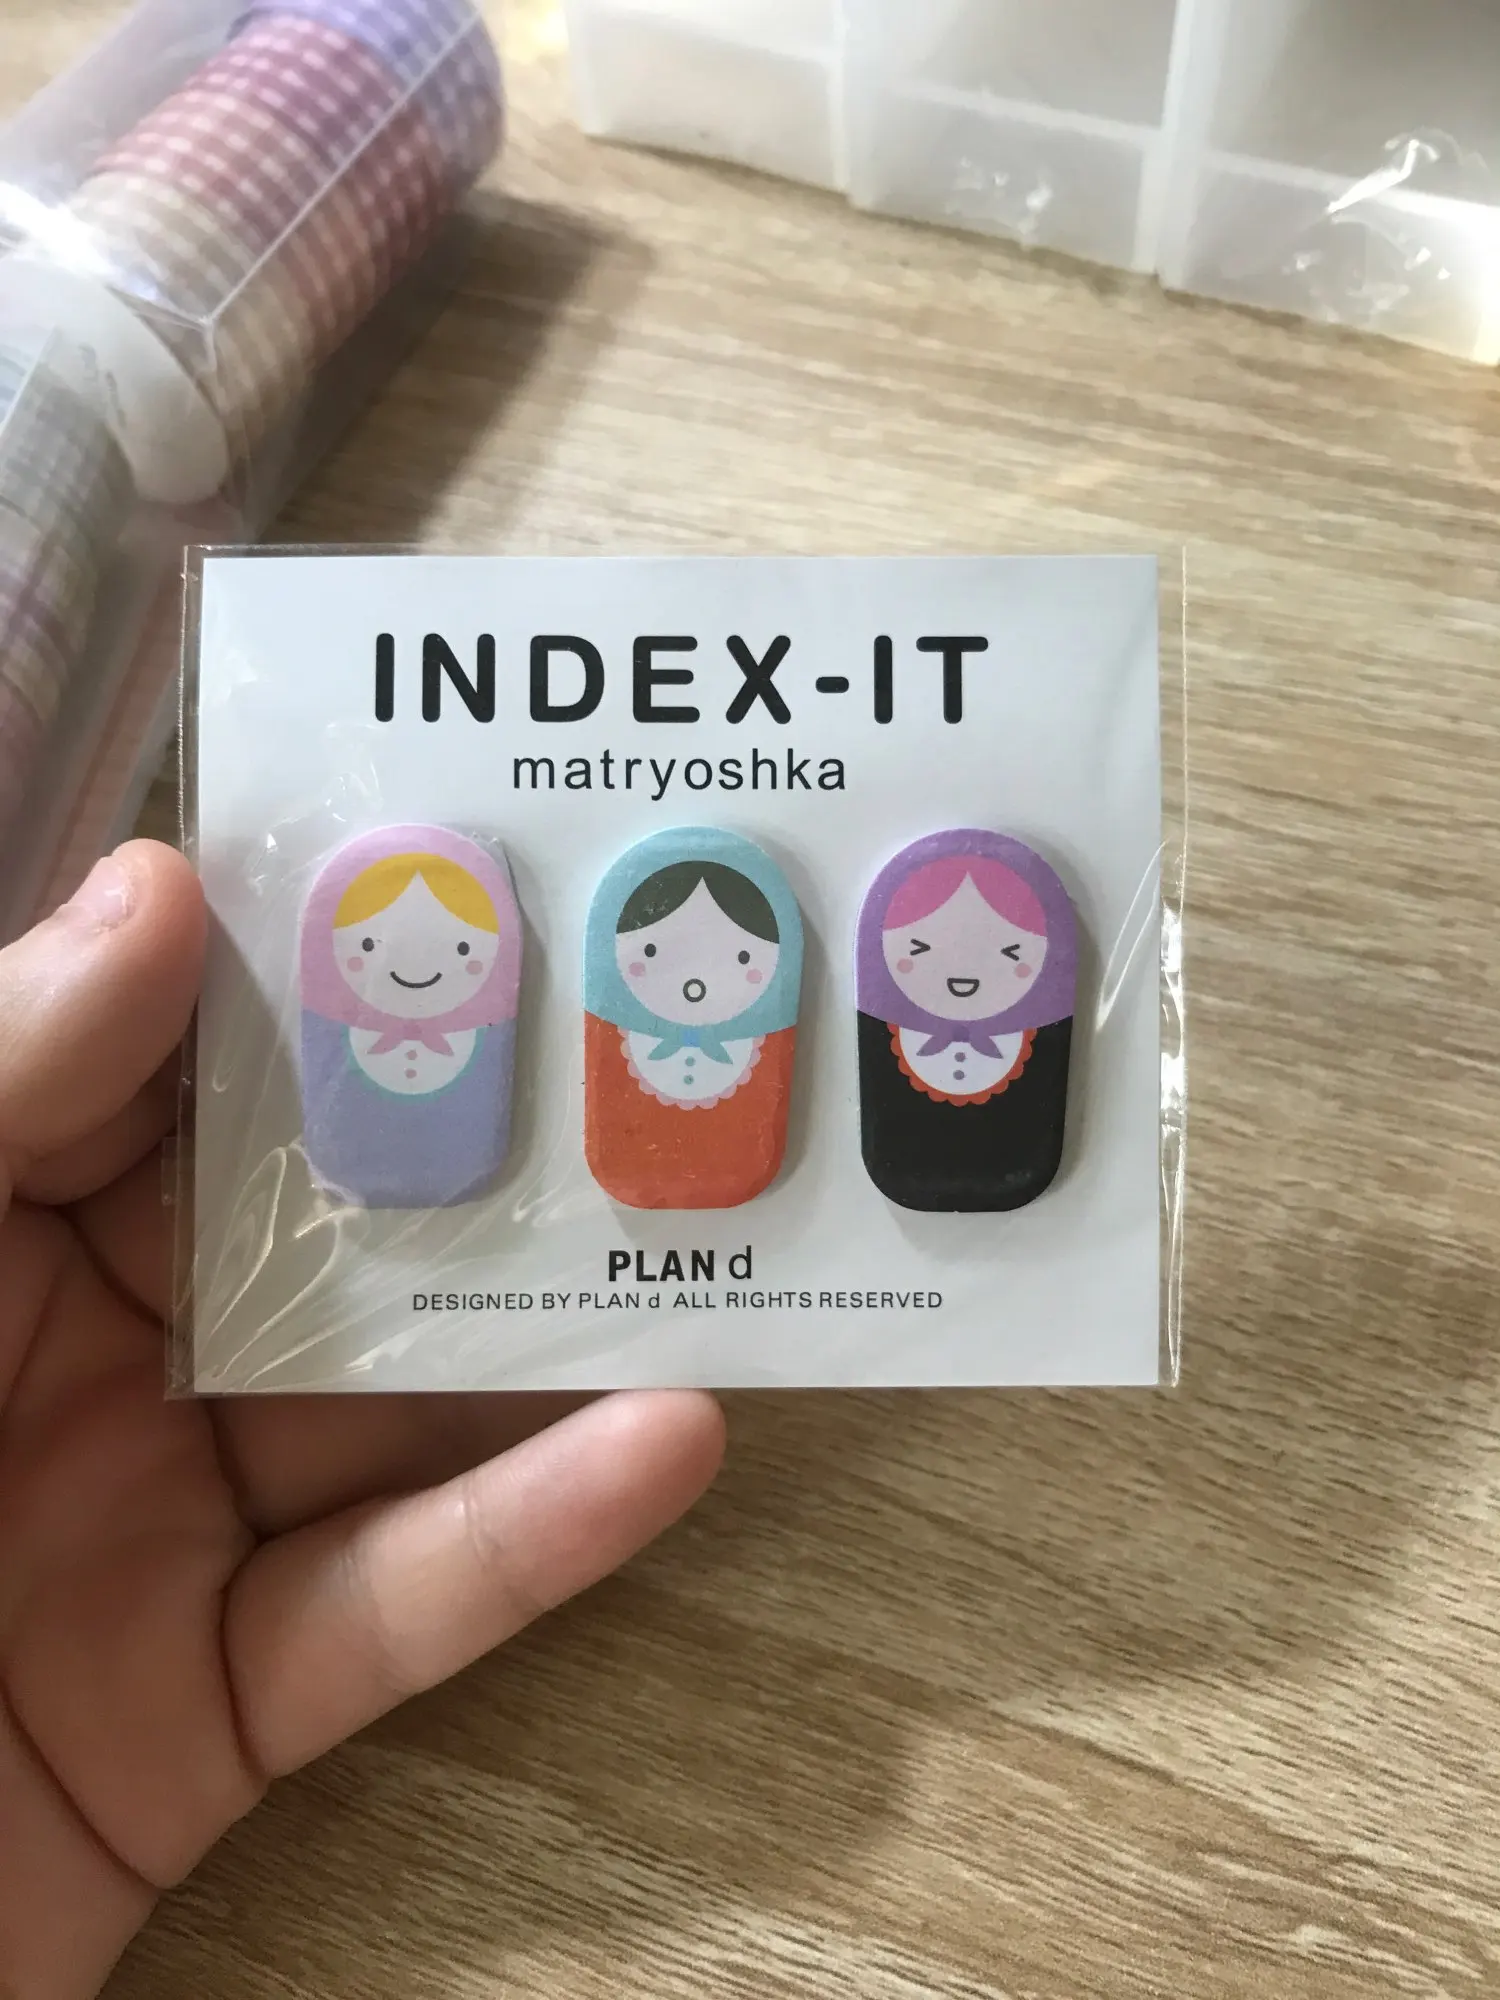 INDEX-IT
matryoshka
PLAN d
DESIGNED BY PLAN d ALL RIGHTS RESERVED